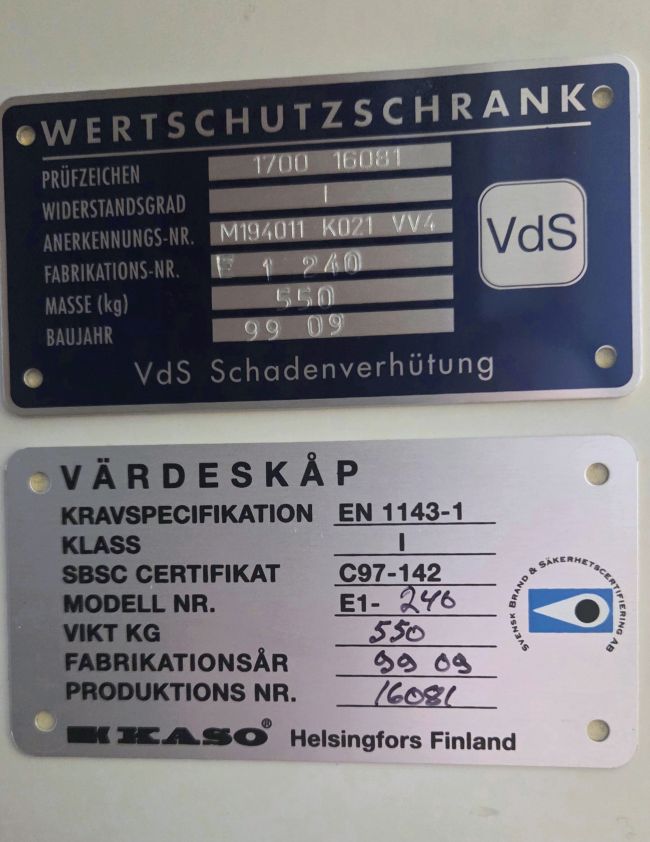 WERTSCHUTZSCHRANK
PRÜFZEICHEN 1700 16081
WIDERSTANDSGRAD I
ANERKENNUNGS-NR. M194011 K021 VV4
FABRIKATIONS-NR. E 1 240
MASSE (kg) 550
BAUJAHR 99 09
VdS
VdS Schadenverhütung
VÄRDESKÅP
KRAVSPECIFIKATION EN 1143-1
KLASS I
SBSC CERTIFIKAT C97-142
MODELL NR. E1-240
VIKT KG 550
FABRIKATIONSÅR 99 09
PRODUKTIONS NR. 16081
SVENSK BRAND & SÄKERHETSCERTIFIERING AB
KASO® Helsingfors Finland